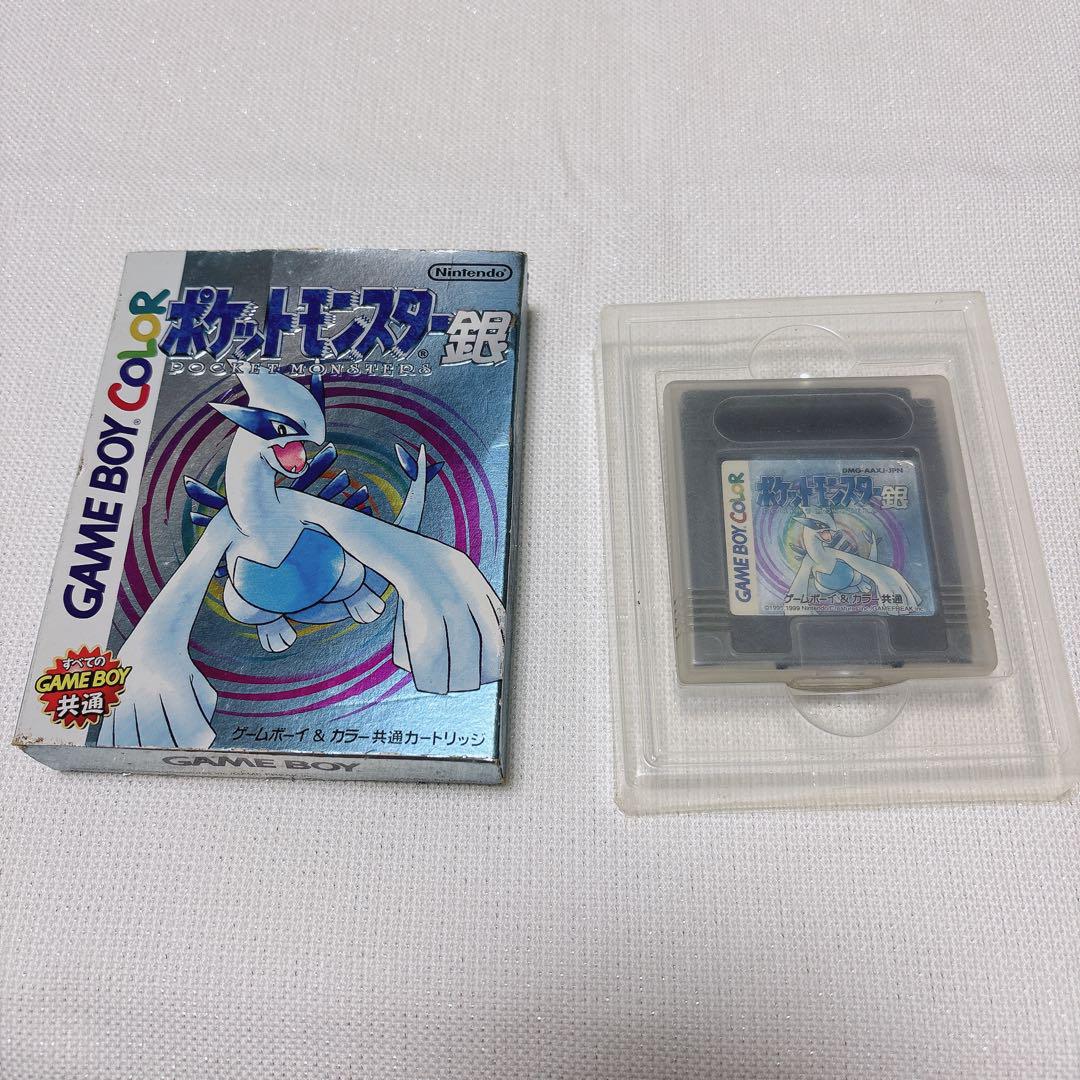 Nintendo
ポケットモンスター銀
POCKET MONSTERS
GAME BOY COLOR
すべての
GAME BOY
共通
ゲームボーイ & カラー共通カートリッジ
GAME BOY
DMG-AAXJ-JPN
ポケットモンスター銀
GAME BOY COLOR
ゲームボーイ & カラー共通